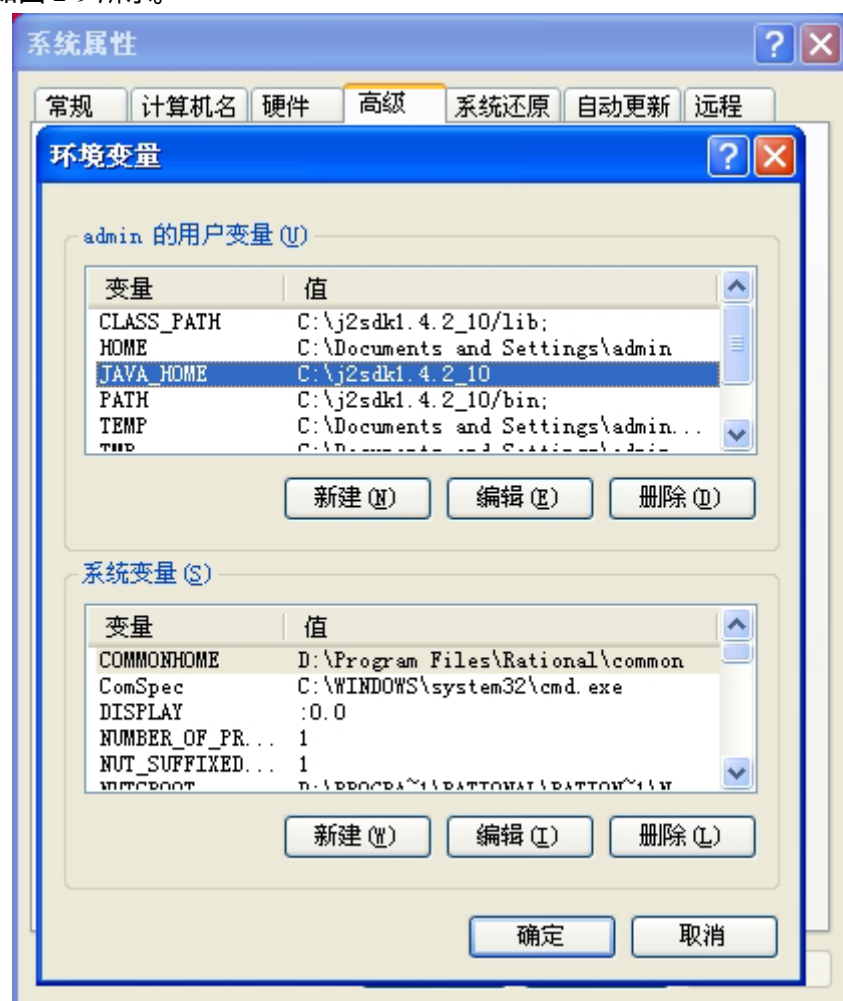 系统属性
常规 计算机名 硬件 高级 系统还原 自动更新 远程
环境变量
admin 的用户变量(U)
变量 值
CLASS_PATH C:\j2sdk1.4.2_10/lib;
HOME C:\Documents and Settings\admin
JAVA_HOME C:\j2sdk1.4.2_10
PATH C:\j2sdk1.4.2_10/bin;
TEMP C:\Documents and Settings\admin...
新建(N) 编辑(E) 删除(D)
系统变量(S)
变量 值
COMMONHOME D:\Program Files\Rational\common
ComSpec C:\WINDOWS\system32\cmd.exe
DISPLAY :0.0
NUMBER_OF_PR... 1
NUT_SUFFIXED... 1
新建(W) 编辑(I) 删除(L)
确定 取消